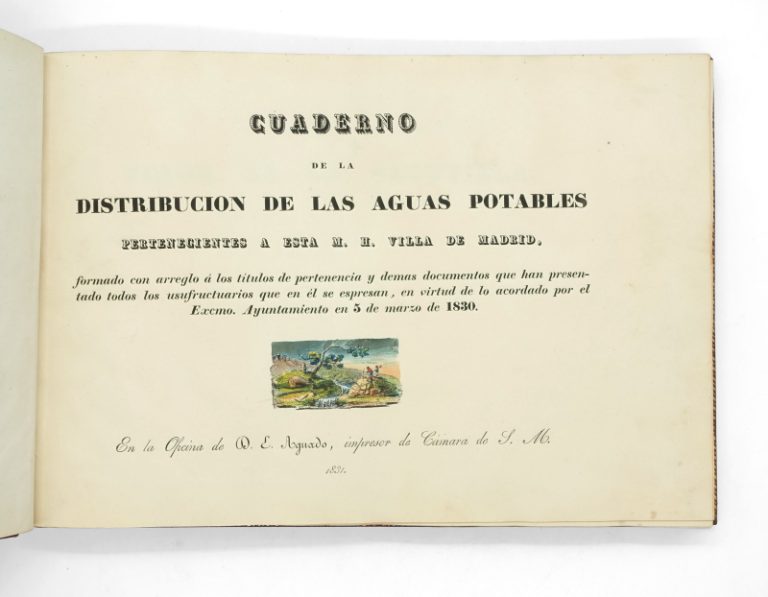 CUADERNO
DE LA
DISTRIBUCION DE LAS AGUAS POTABLES
PERTENECIENTES A ESTA M. H. VILLA DE MADRID,
formado con arreglo á los títulos de pertenencia y demas documentos que han presen-
tado todos los usufructuarios que en él se espresan, en virtud de lo acordado por el
Excmo. Ayuntamiento en 5 de marzo de 1830.
En la Oficina de D. E. Aguado, impresor de Cámara de S. M.
1831.